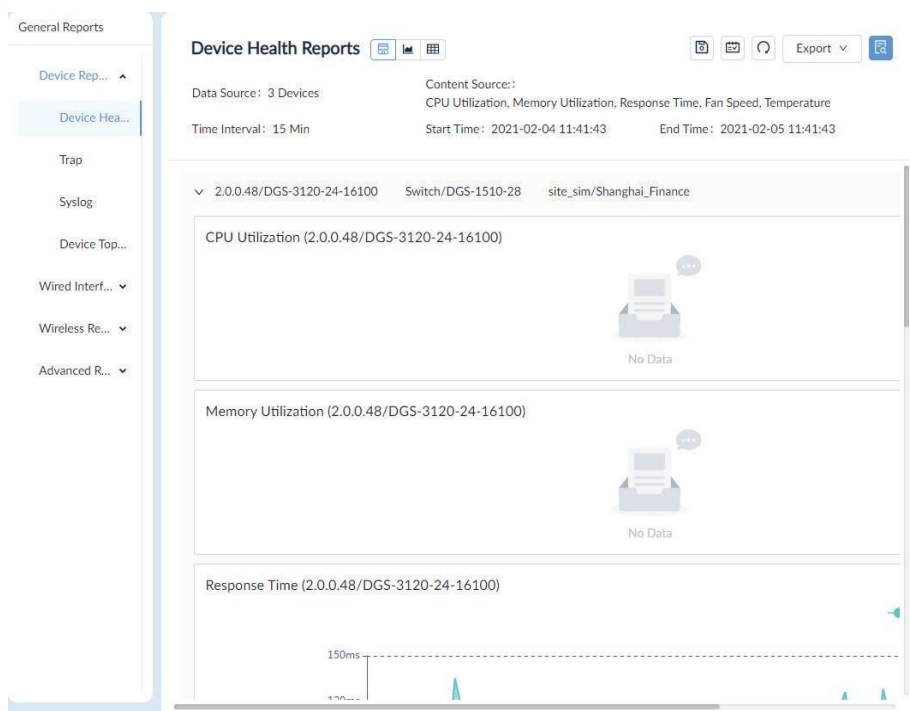 General Reports
Device Rep...
Device Hea...
Trap
Syslog
Device Top...
Wired Interf...
Wireless Re...
Advanced R...
Device Health Reports
Export
Data Source: 3 Devices
Content Source::
CPU Utilization, Memory Utilization, Response Time, Fan Speed, Temperature
Time Interval: 15 Min
Start Time: 2021-02-04 11:41:43
End Time: 2021-02-05 11:41:43
2.0.0.48/DGS-3120-24-16100 Switch/DGS-1510-28 site_sim/Shanghai_Finance
CPU Utilization (2.0.0.48/DGS-3120-24-16100)
No Data
Memory Utilization (2.0.0.48/DGS-3120-24-16100)
No Data
Response Time (2.0.0.48/DGS-3120-24-16100)
150ms